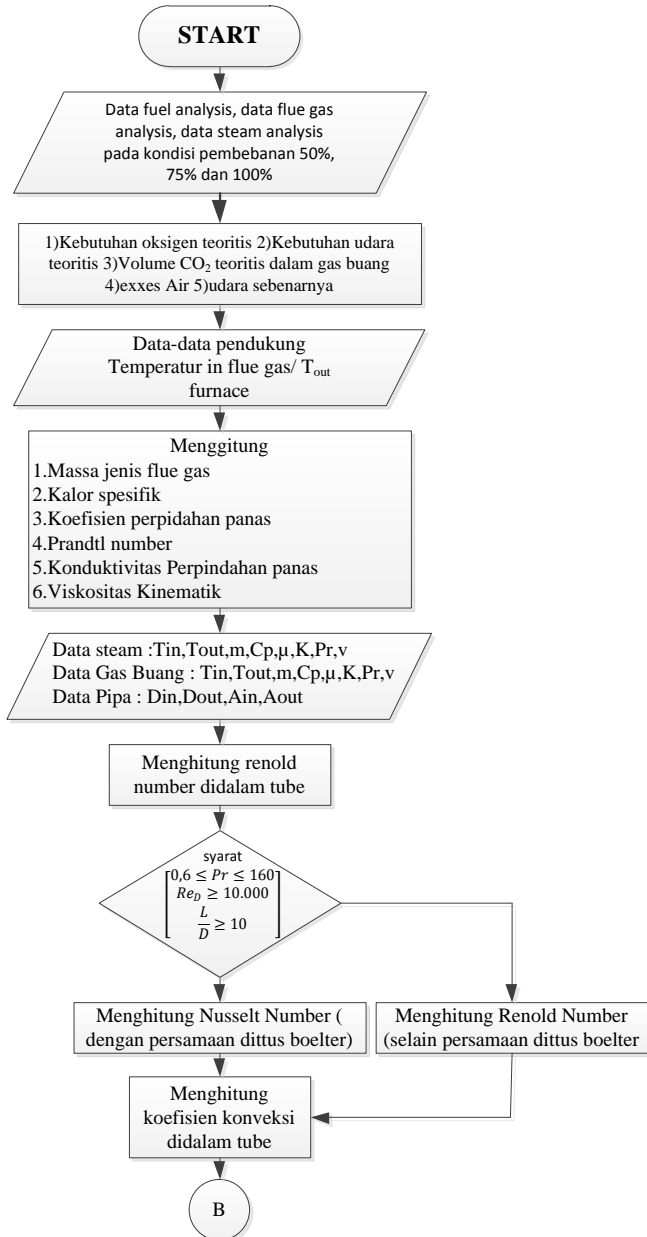 START
Data fuel analysis, data flue gas
analysis, data steam analysis
pada kondisi pembebanan 50%,
75% dan 100%
1)Kebutuhan oksigen teoritis 2)Kebutuhan udara
teoritis 3)Volume CO₂ teoritis dalam gas buang
4)exxes Air 5)udara sebenarnya
Data-data pendukung
Temperatur in flue gas/ Tout
furnace
Menggitung
1.Massa jenis flue gas
2.Kalor spesifik
3.Koefisien perpidahan panas
4.Prandtl number
5.Konduktivitas Perpindahan panas
6.Viskositas Kinematik
Data steam :Tin,Tout,m,Cp,µ,K,Pr,v
Data Gas Buang : Tin,Tout,m,Cp,µ,K,Pr,v
Data Pipa : Din,Dout,Ain,Aout
Menghitung renold
number didalam tube
syarat
[0,6 ≤ Pr ≤ 160]
Re_D ≥ 10.000
L/D ≥ 10
Menghitung Nusselt Number (
dengan persamaan dittus boelter)
Menghitung Renold Number
(selain persamaan dittus boelter
Menghitung
koefisien konveksi
didalam tube
B